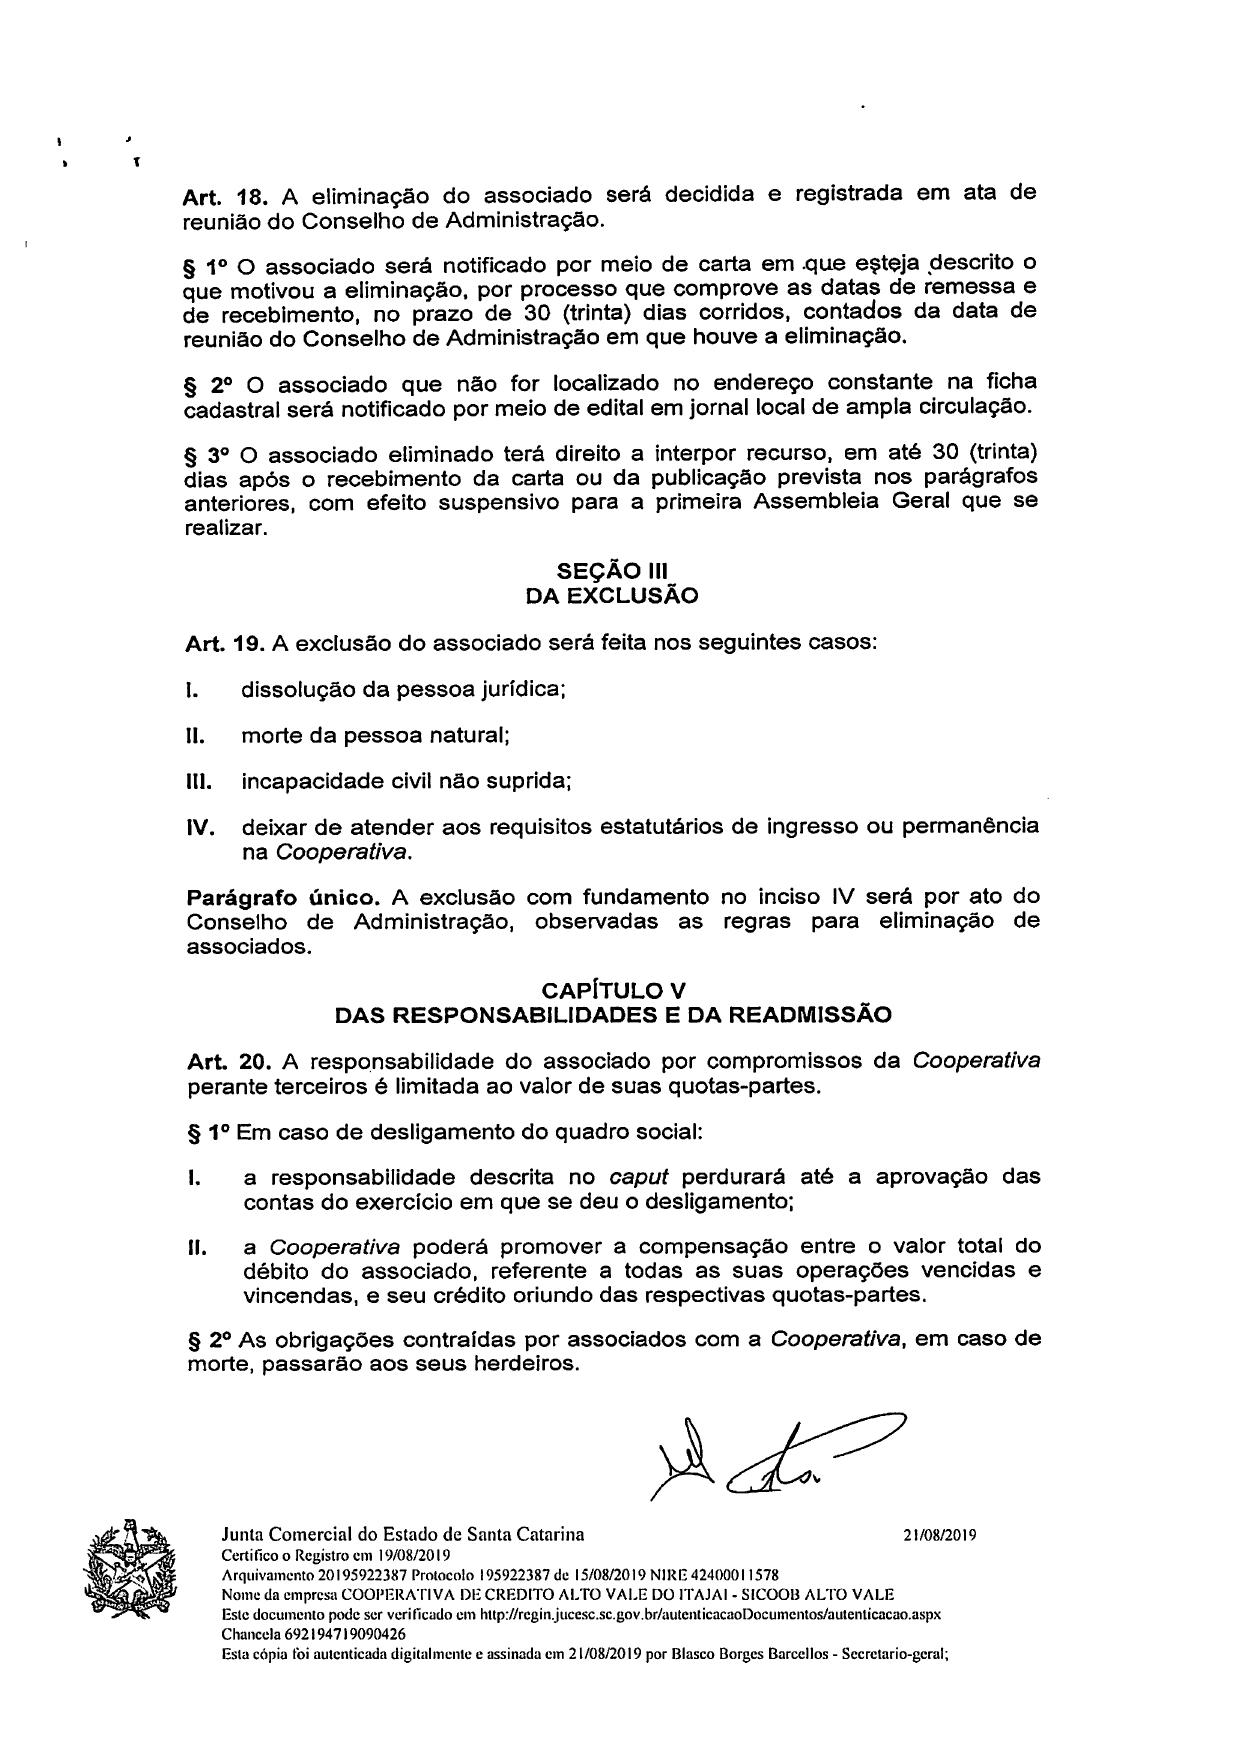 Art. 18. A eliminação do associado será decidida e registrada em ata de
reunião do Conselho de Administração.
§ 1º O associado será notificado por meio de carta em que esteja descrito o
que motivou a eliminação, por processo que comprove as datas de remessa e
de recebimento, no prazo de 30 (trinta) dias corridos, contados da data de
reunião do Conselho de Administração em que houve a eliminação.
§ 2º O associado que não for localizado no endereço constante na ficha
cadastral será notificado por meio de edital em jornal local de ampla circulação.
§ 3º O associado eliminado terá direito a interpor recurso, em até 30 (trinta)
dias após o recebimento da carta ou da publicação prevista nos parágrafos
anteriores, com efeito suspensivo para a primeira Assembleia Geral que se
realizar.
SEÇÃO III
DA EXCLUSÃO
Art. 19. A exclusão do associado será feita nos seguintes casos:
I. dissolução da pessoa jurídica;
II. morte da pessoa natural;
III. incapacidade civil não suprida;
IV. deixar de atender aos requisitos estatutários de ingresso ou permanência
na Cooperativa.
Parágrafo único. A exclusão com fundamento no inciso IV será por ato do
Conselho de Administração, observadas as regras para eliminação de
associados.
CAPÍTULO V
DAS RESPONSABILIDADES E DA READMISSÃO
Art. 20. A responsabilidade do associado por compromissos da Cooperativa
perante terceiros é limitada ao valor de suas quotas-partes.
§ 1º Em caso de desligamento do quadro social:
I. a responsabilidade descrita no caput perdurará até a aprovação das
contas do exercício em que se deu o desligamento;
II. a Cooperativa poderá promover a compensação entre o valor total do
débito do associado, referente a todas as suas operações vencidas e
vincendas, e seu crédito oriundo das respectivas quotas-partes.
§ 2º As obrigações contraídas por associados com a Cooperativa, em caso de
morte, passarão aos seus herdeiros.
Junta Comercial do Estado de Santa Catarina 21/08/2019
Certifico o Registro em 19/08/2019
Arquivamento 20195922387 Protocolo 195922387 de 15/08/2019 NIRE 42400011578
Nome da empresa COOPERATIVA DE CREDITO ALTO VALE DO ITAJAI - SICOOB ALTO VALE
Este documento pode ser verificado em http://regin.jucesc.sc.gov.br/autenticacaoDocumentos/autenticacao.aspx
Chancela 692194719090426
Esta cópia foi autenticada digitalmente e assinada em 21/08/2019 por Blasco Borges Barcellos - Secretario-geral;